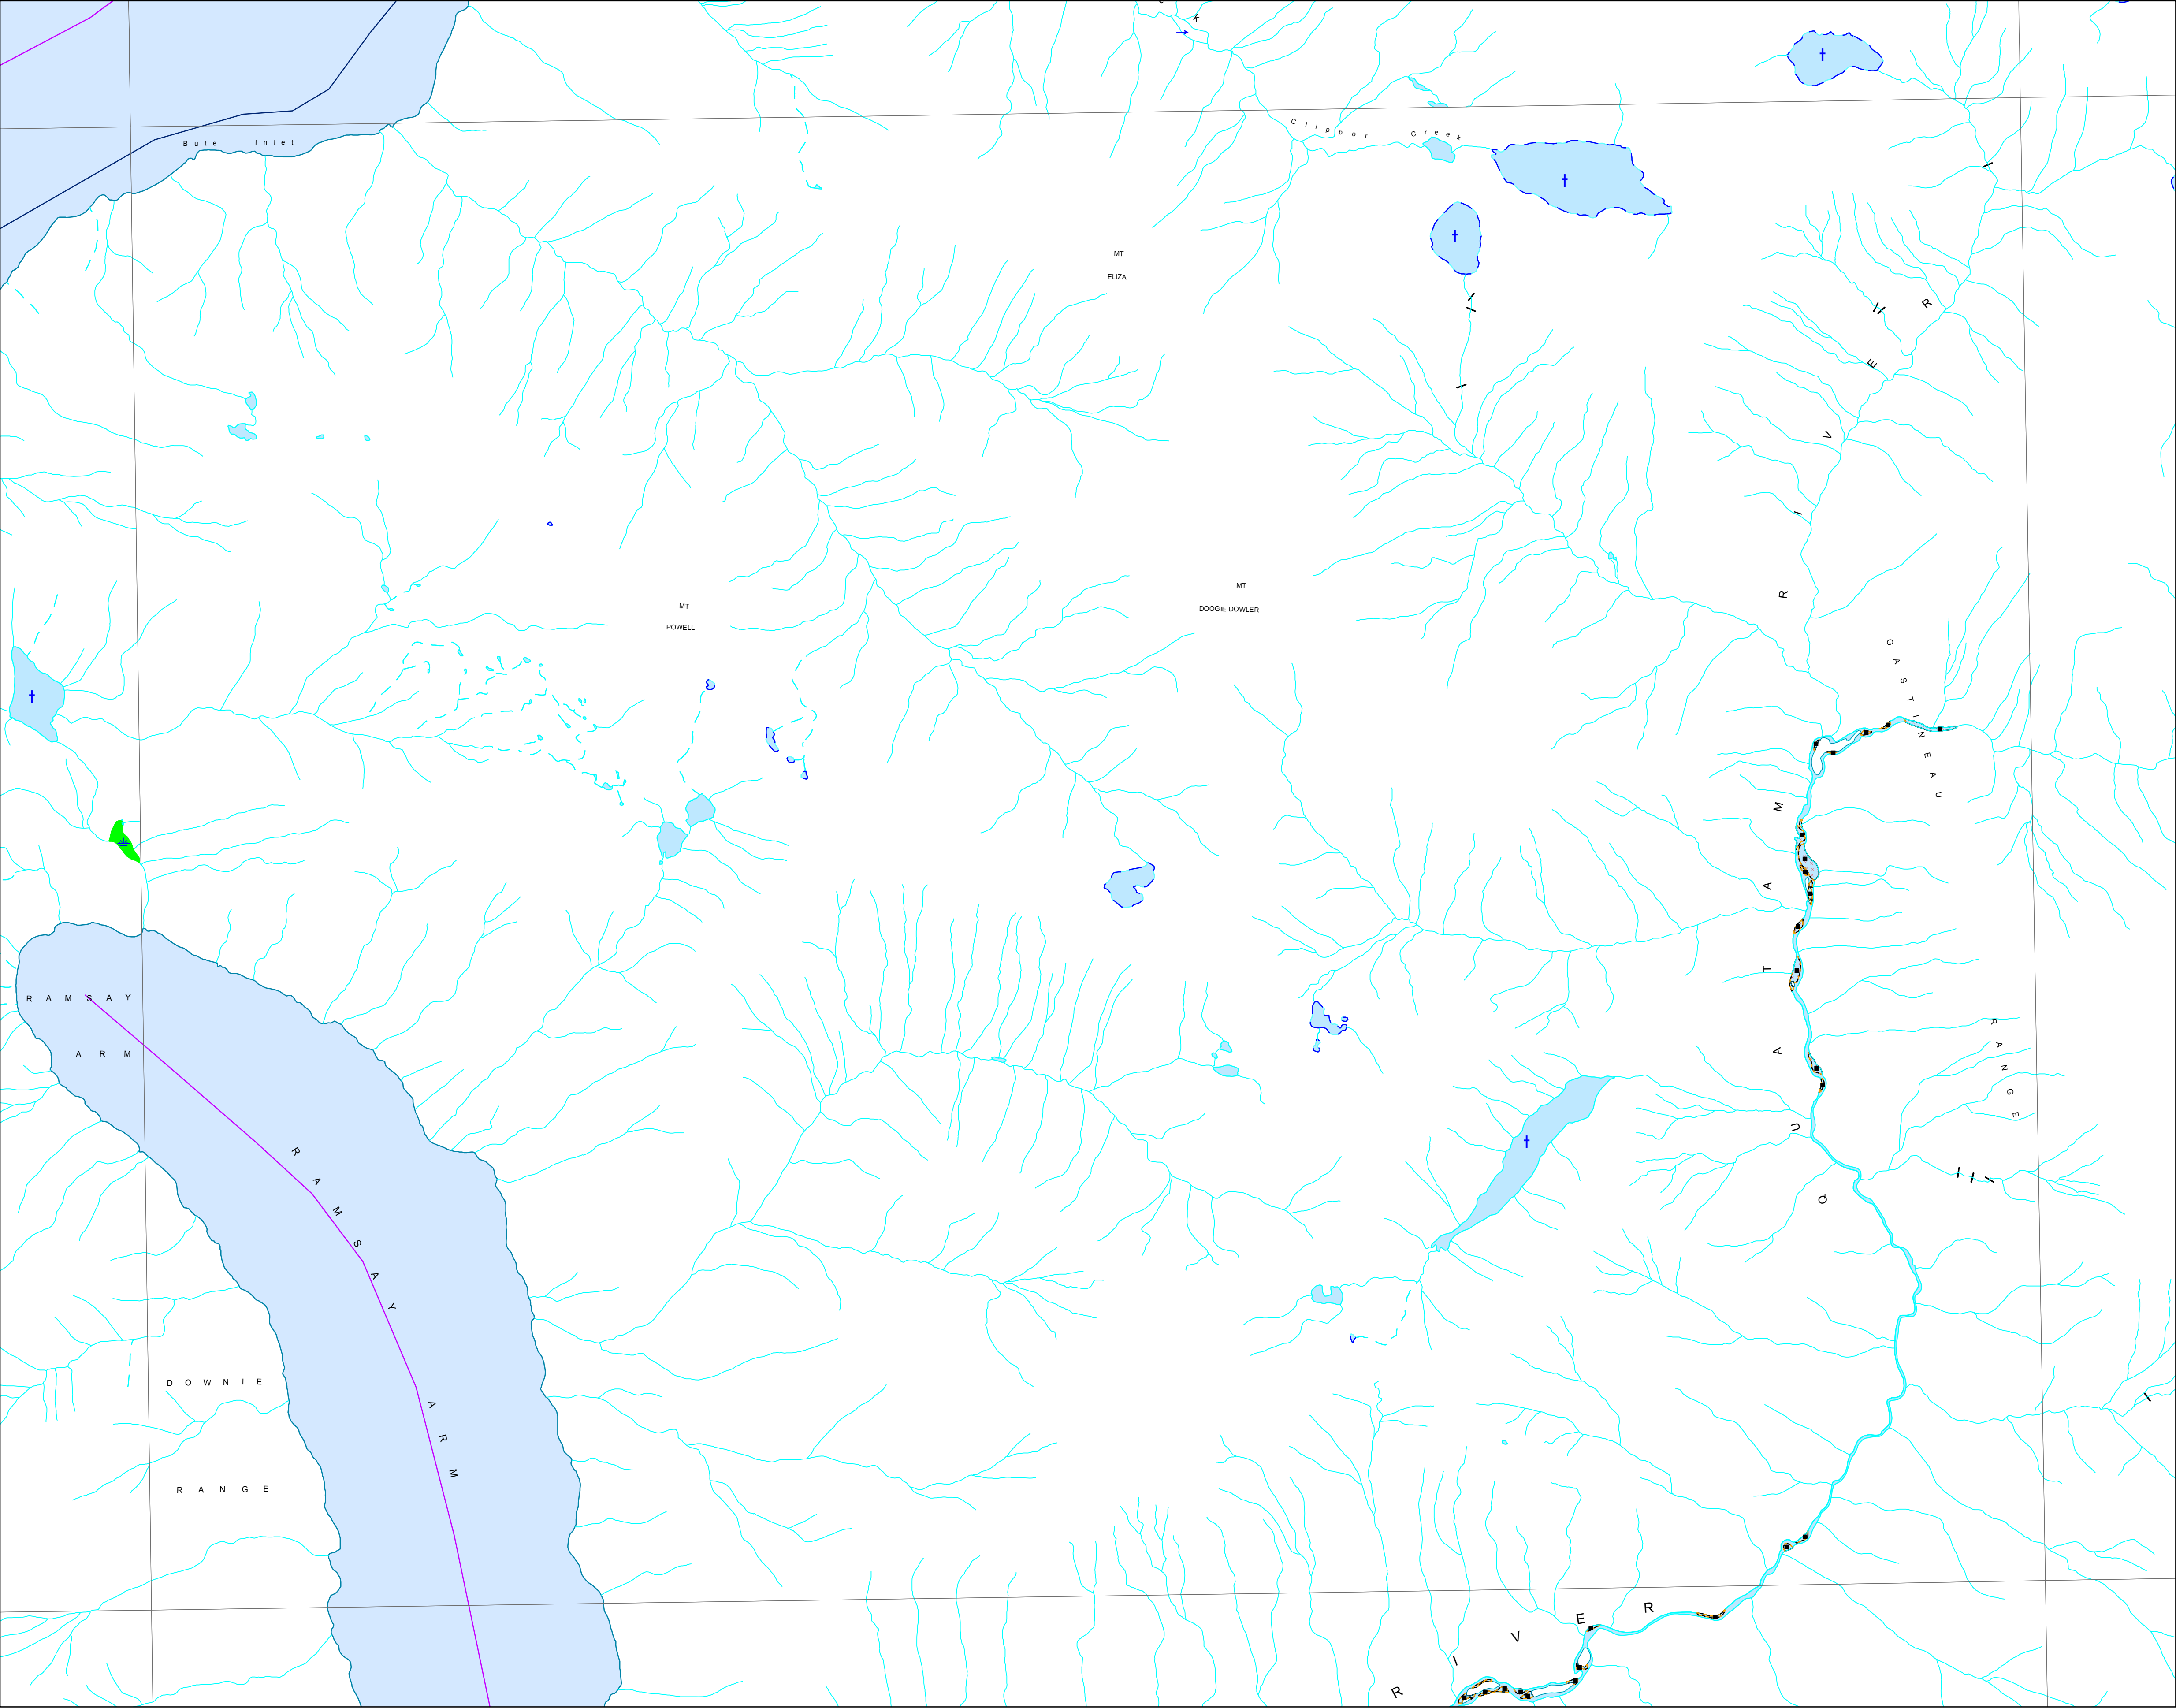 k
Clipper Creek
Bute Inlet
MT
ELIZA
RIVER
MT
DOOGIE DOWLER
MT
POWELL
GASTINEAU
QUATAM
RAMSAY
ARM
RANGE
RAMSAY ARM
DOWNIE
RANGE
RIVER